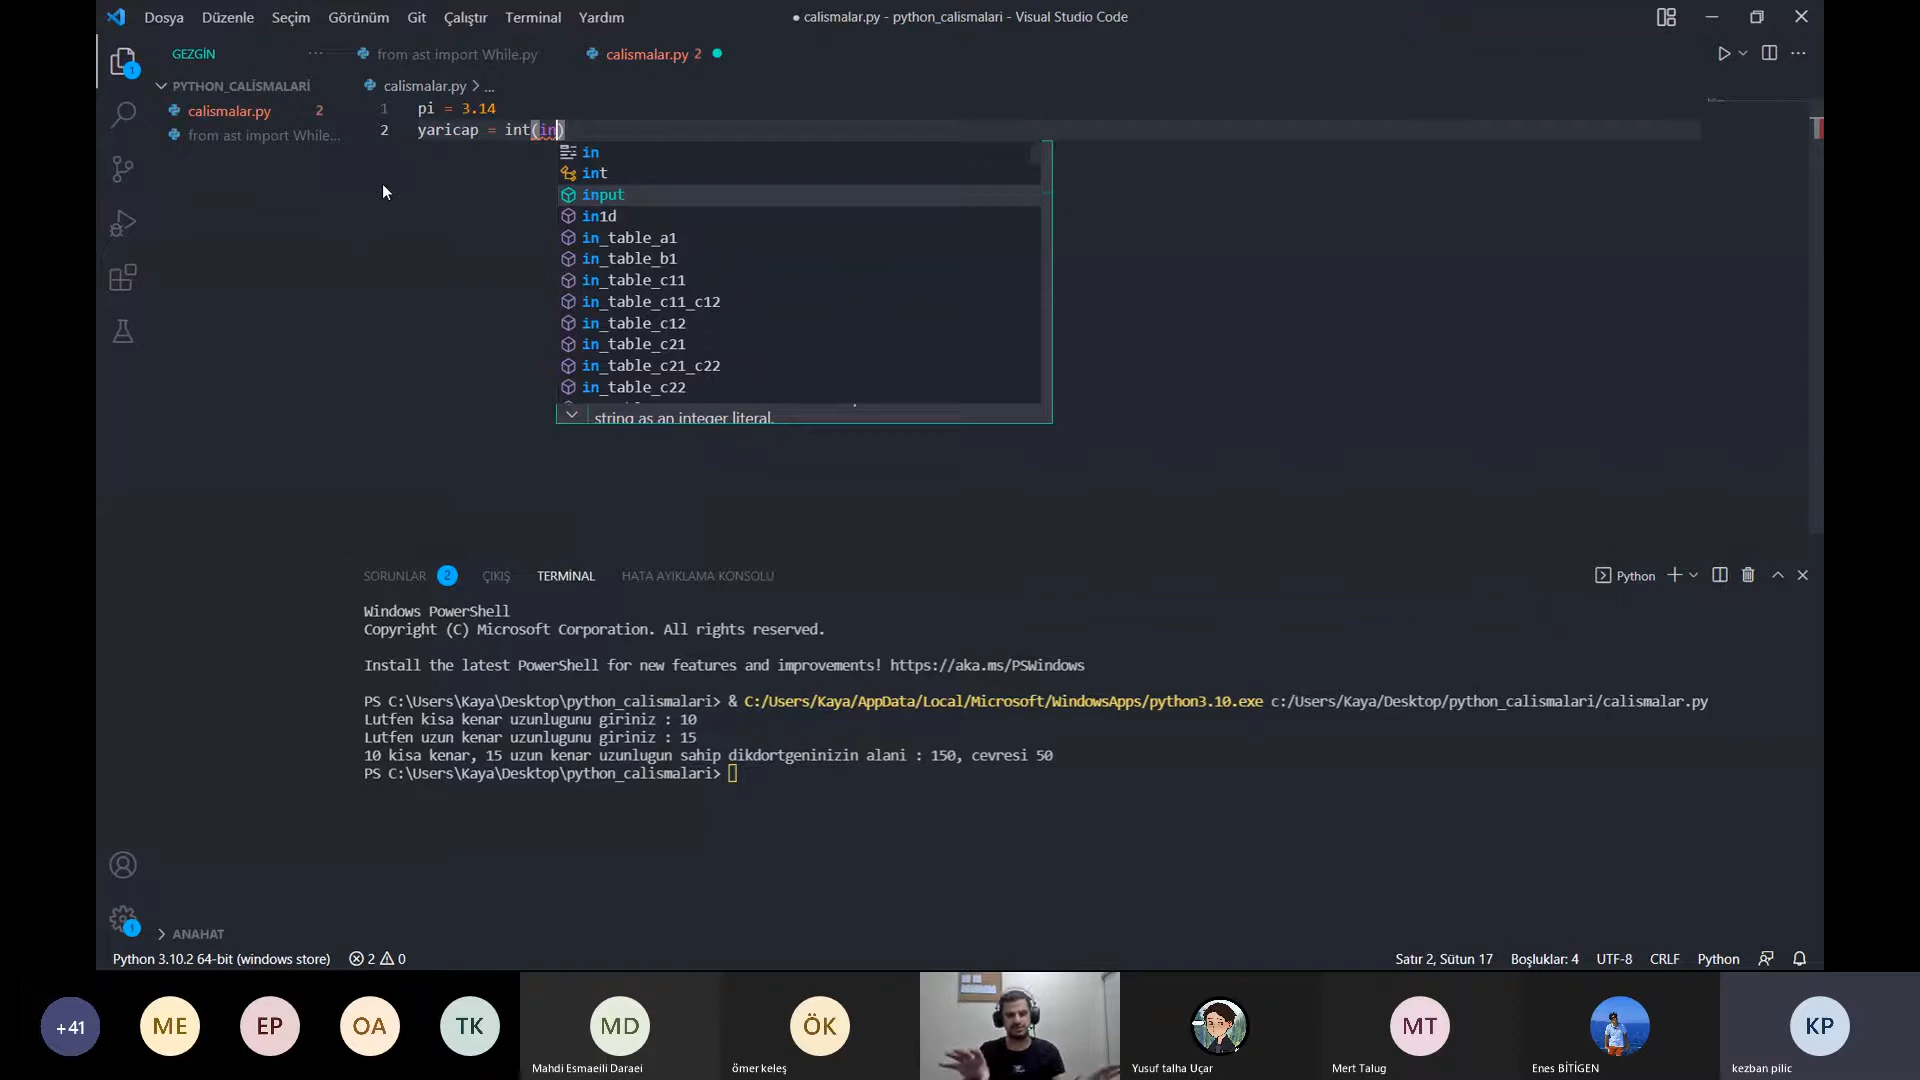 Dosya Düzenle Seçim Görünüm Git Çalıştır Terminal Yardım
● calismalar.py - python_calismalari - Visual Studio Code
GEZGİN
...
from ast import While.py
calismalar.py 2
PYTHON_CALİSMALARİ
calismalar.py > ...
calismalar.py 2
from ast import While...
1 pi = 3.14
2 yaricap = int(in)
in
int
input
in1d
in_table_a1
in_table_b1
in_table_c11
in_table_c11_c12
in_table_c12
in_table_c21
in_table_c21_c22
in_table_c22
string as an integer literal.
SORUNLAR 2 ÇIKIŞ TERMİNAL HATA AYIKLAMA KONSOLU
Python
Windows PowerShell
Copyright (C) Microsoft Corporation. All rights reserved.
Install the latest PowerShell for new features and improvements! https://aka.ms/PSWindows
PS C:\Users\Kaya\Desktop\python_calismalari> & C:/Users/Kaya/AppData/Local/Microsoft/WindowsApps/python3.10.exe c:/Users/Kaya/Desktop/python_calismalari/calismalar.py
Lutfen kisa kenar uzunlugunu giriniz : 10
Lutfen uzun kenar uzunlugunu giriniz : 15
10 kisa kenar, 15 uzun kenar uzunlugun sahip dikdortgeninizin alani : 150, cevresi 50
PS C:\Users\Kaya\Desktop\python_calismalari>
1
1
ANAHAT
Python 3.10.2 64-bit (windows store) 2 0
Satır 2, Sütun 17 Boşluklar: 4 UTF-8 CRLF Python
+41 ME EP OA TK MD ÖK MT KP
Mahdi Esmaeili Daraei ömer keleş Yusuf talha Uçar Mert Talug Enes BİTİGEN kezban pilic